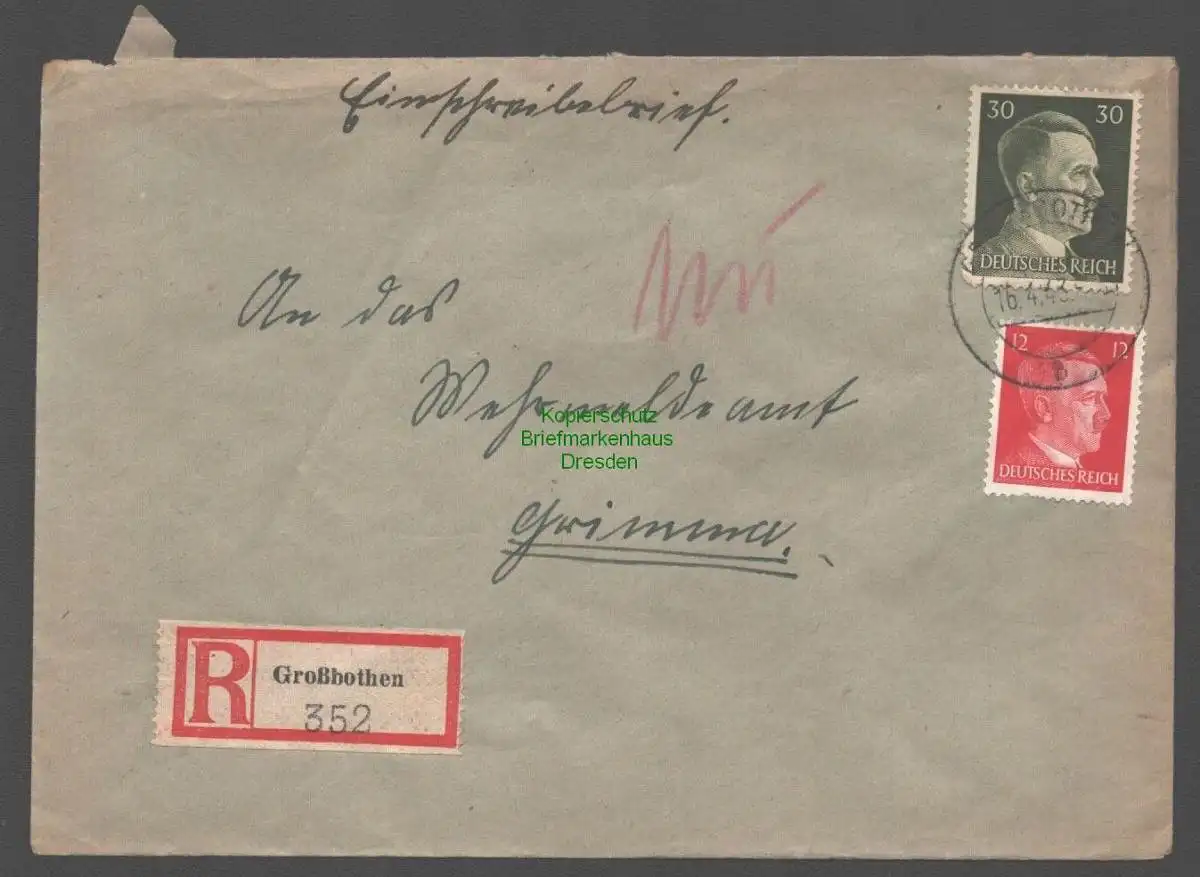 Einschreibebrief.
30 30
DEUTSCHES REICH
16.4.43.
b
12 12
DEUTSCHES REICH
An das
Wehrmeldeamt
Grimma.
Kopierschutz
Briefmarkenhaus
Dresden
R Großbothen
352